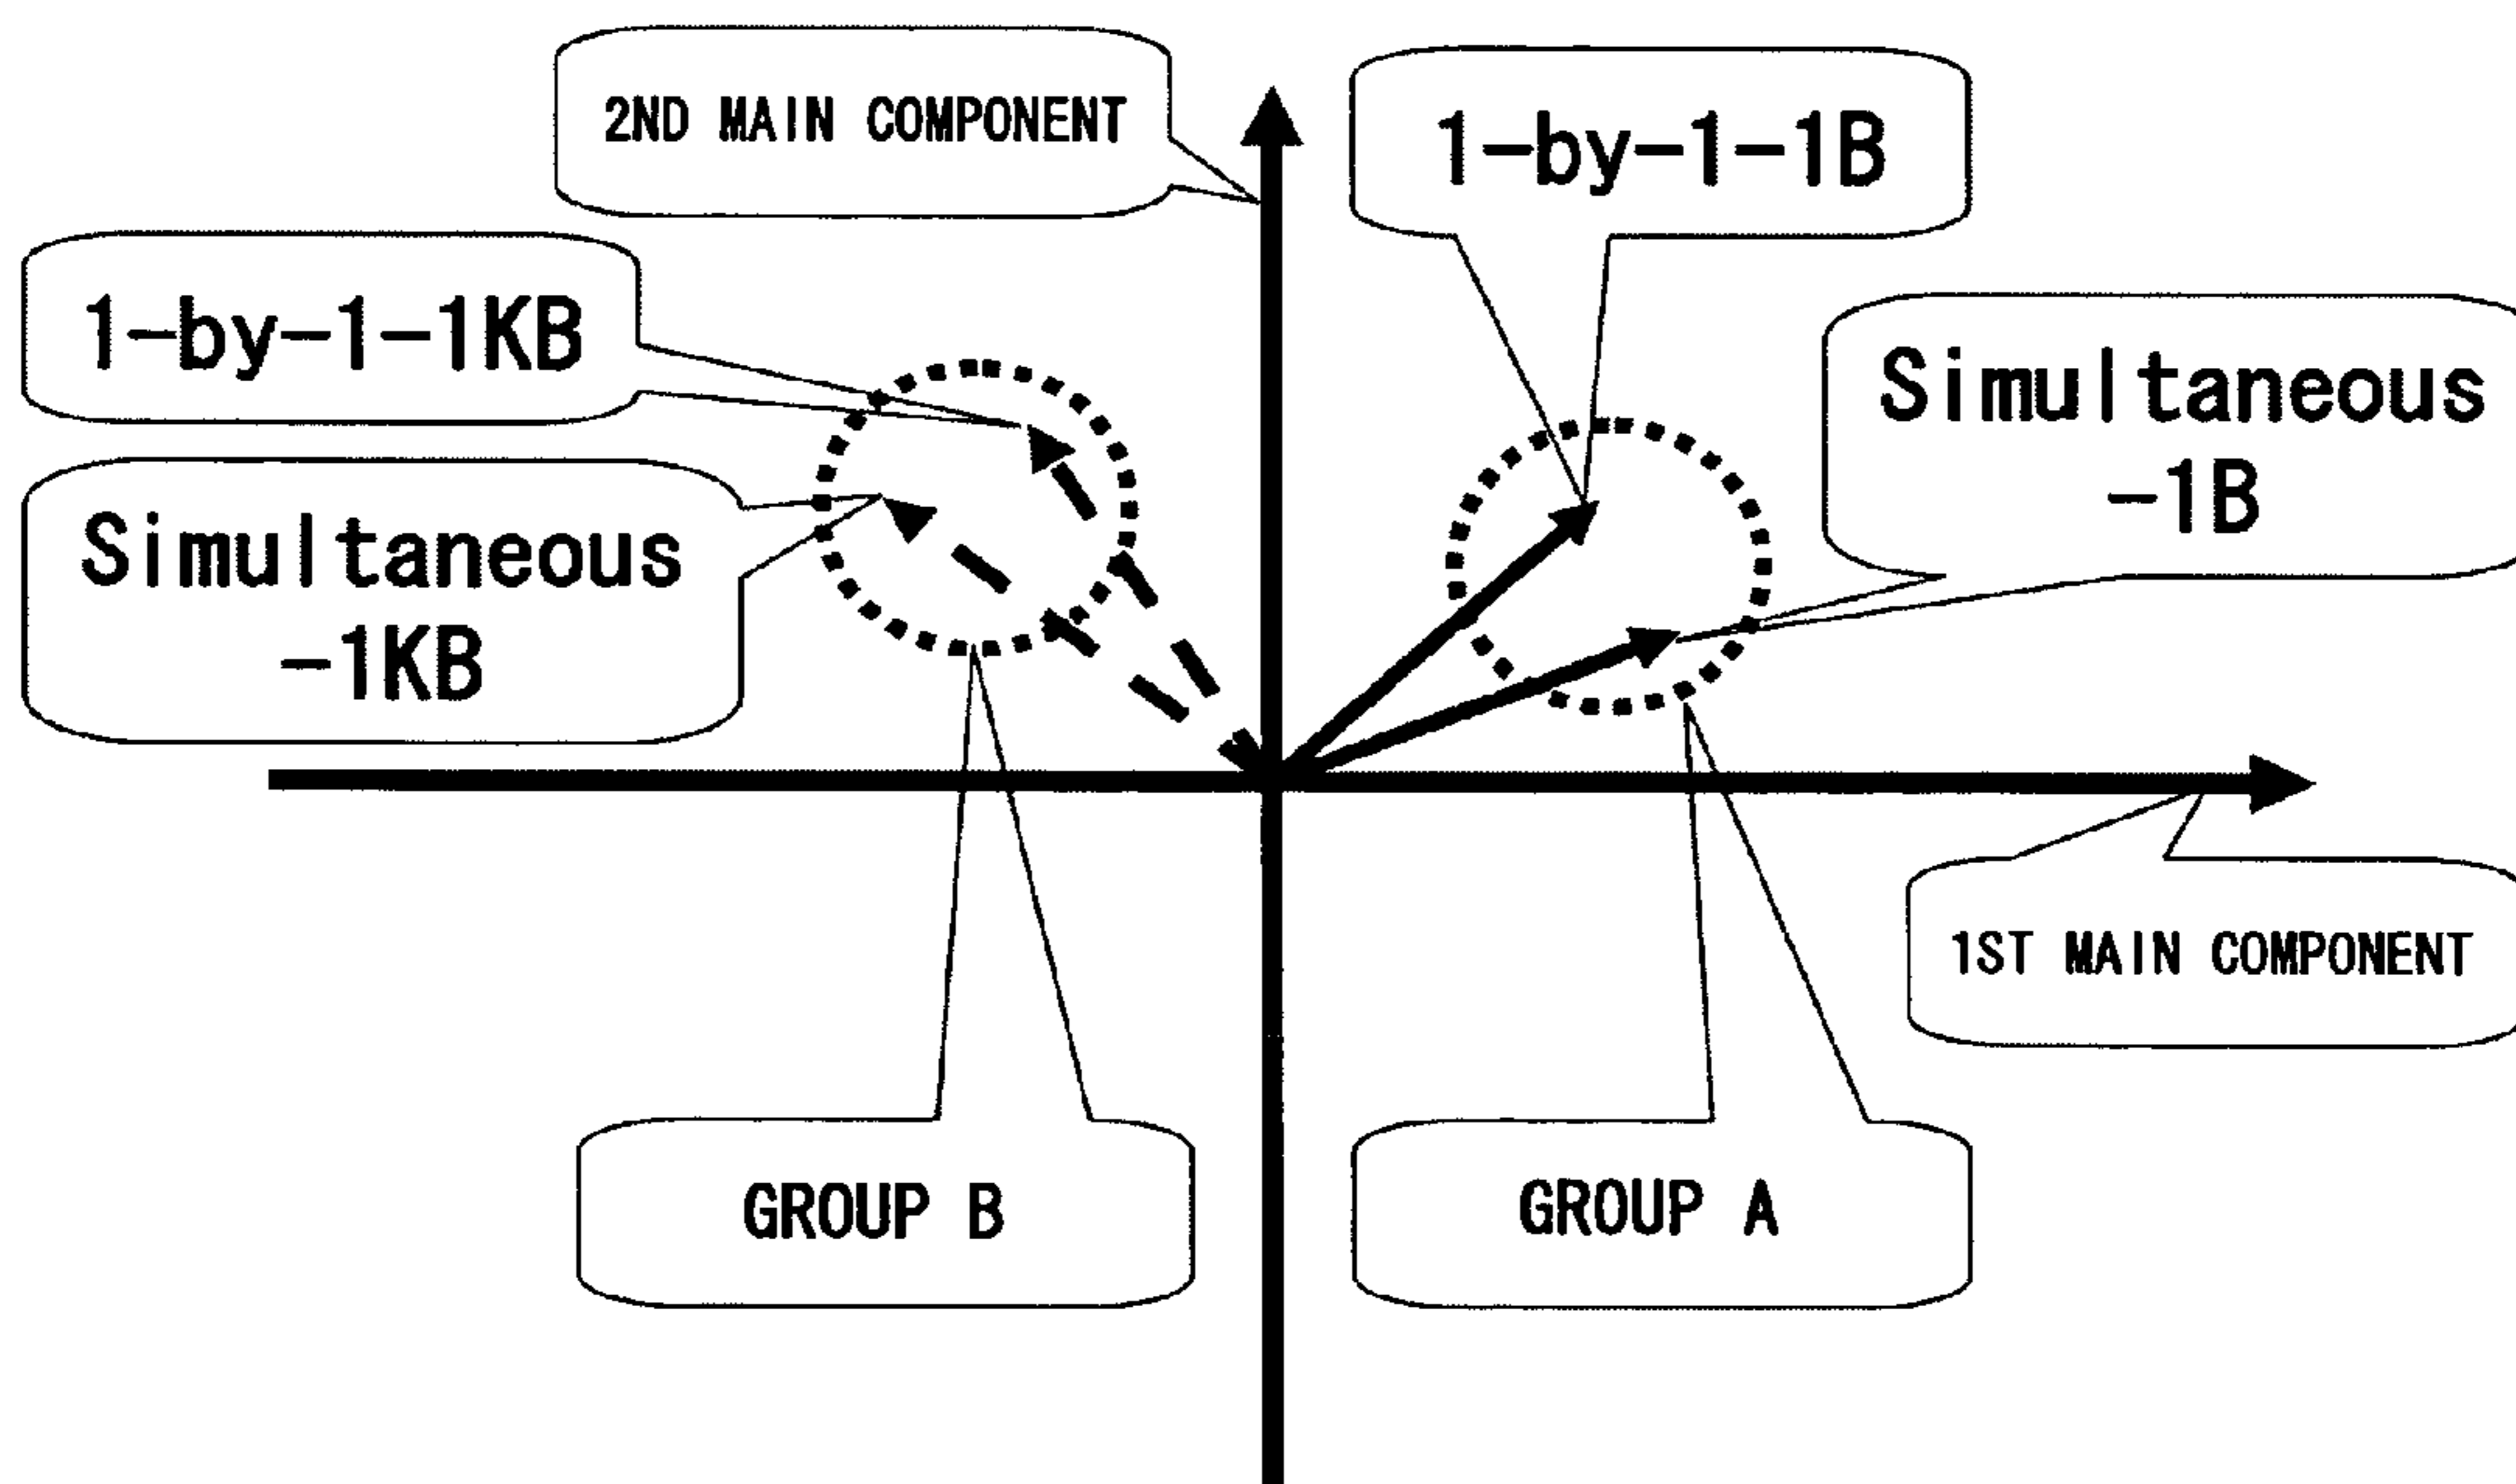 2ND MAIN COMPONENT
1-by-1-1B
1-by-1-1KB
Simultaneous
-1B
Simultaneous
-1KB
1ST MAIN COMPONENT
GROUP B
GROUP A